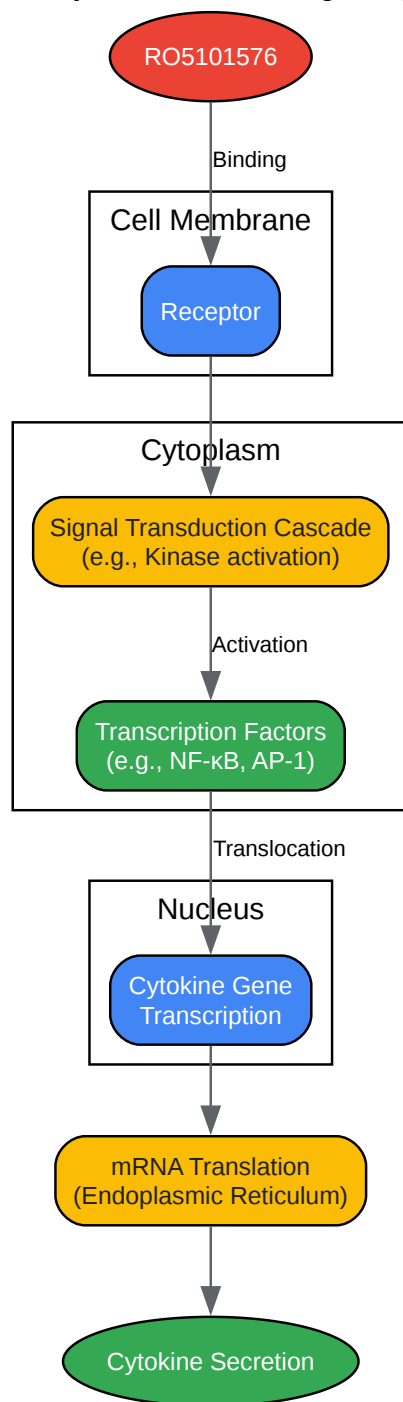 RO5101576
Binding
Cell Membrane
Receptor
Cytoplasm
Signal Transduction Cascade
(e.g., Kinase activation)
Activation
Transcription Factors
(e.g., NF-κB, AP-1)
Translocation
Nucleus
Cytokine Gene
Transcription
mRNA Translation
(Endoplasmic Reticulum)
Cytokine Secretion